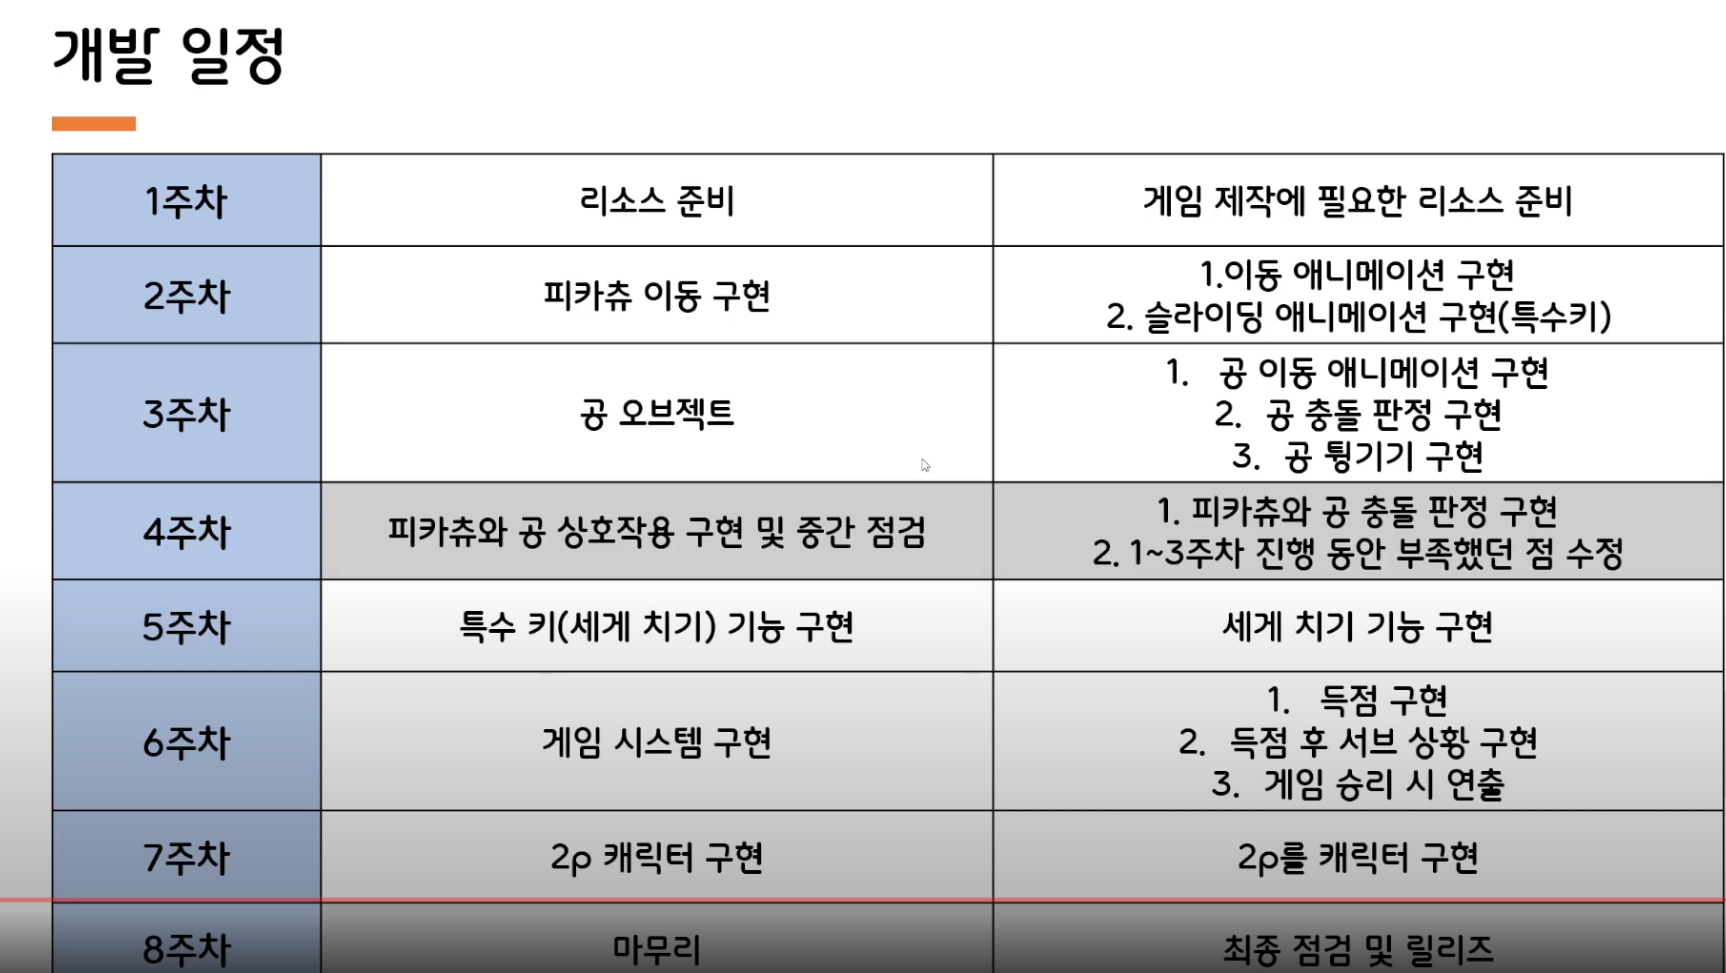 개발 일정
1주차
리소스 준비
게임 제작에 필요한 리소스 준비
2주차
피카츄 이동 구현
1.이동 애니메이션 구현
2. 슬라이딩 애니메이션 구현(특수키)
3주차
공 오브젝트
1. 공 이동 애니메이션 구현
2. 공 충돌 판정 구현
3. 공 튕기기 구현
4주차
피카츄와 공 상호작용 구현 및 중간 점검
1. 피카츄와 공 충돌 판정 구현
2. 1~3주차 진행 동안 부족했던 점 수정
5주차
특수 키(세게 치기) 기능 구현
세게 치기 기능 구현
6주차
게임 시스템 구현
1. 득점 구현
2. 득점 후 서브 상황 구현
3. 게임 승리 시 연출
7주차
2p 캐릭터 구현
2p를 캐릭터 구현
8주차
마무리
최종 점검 및 릴리즈